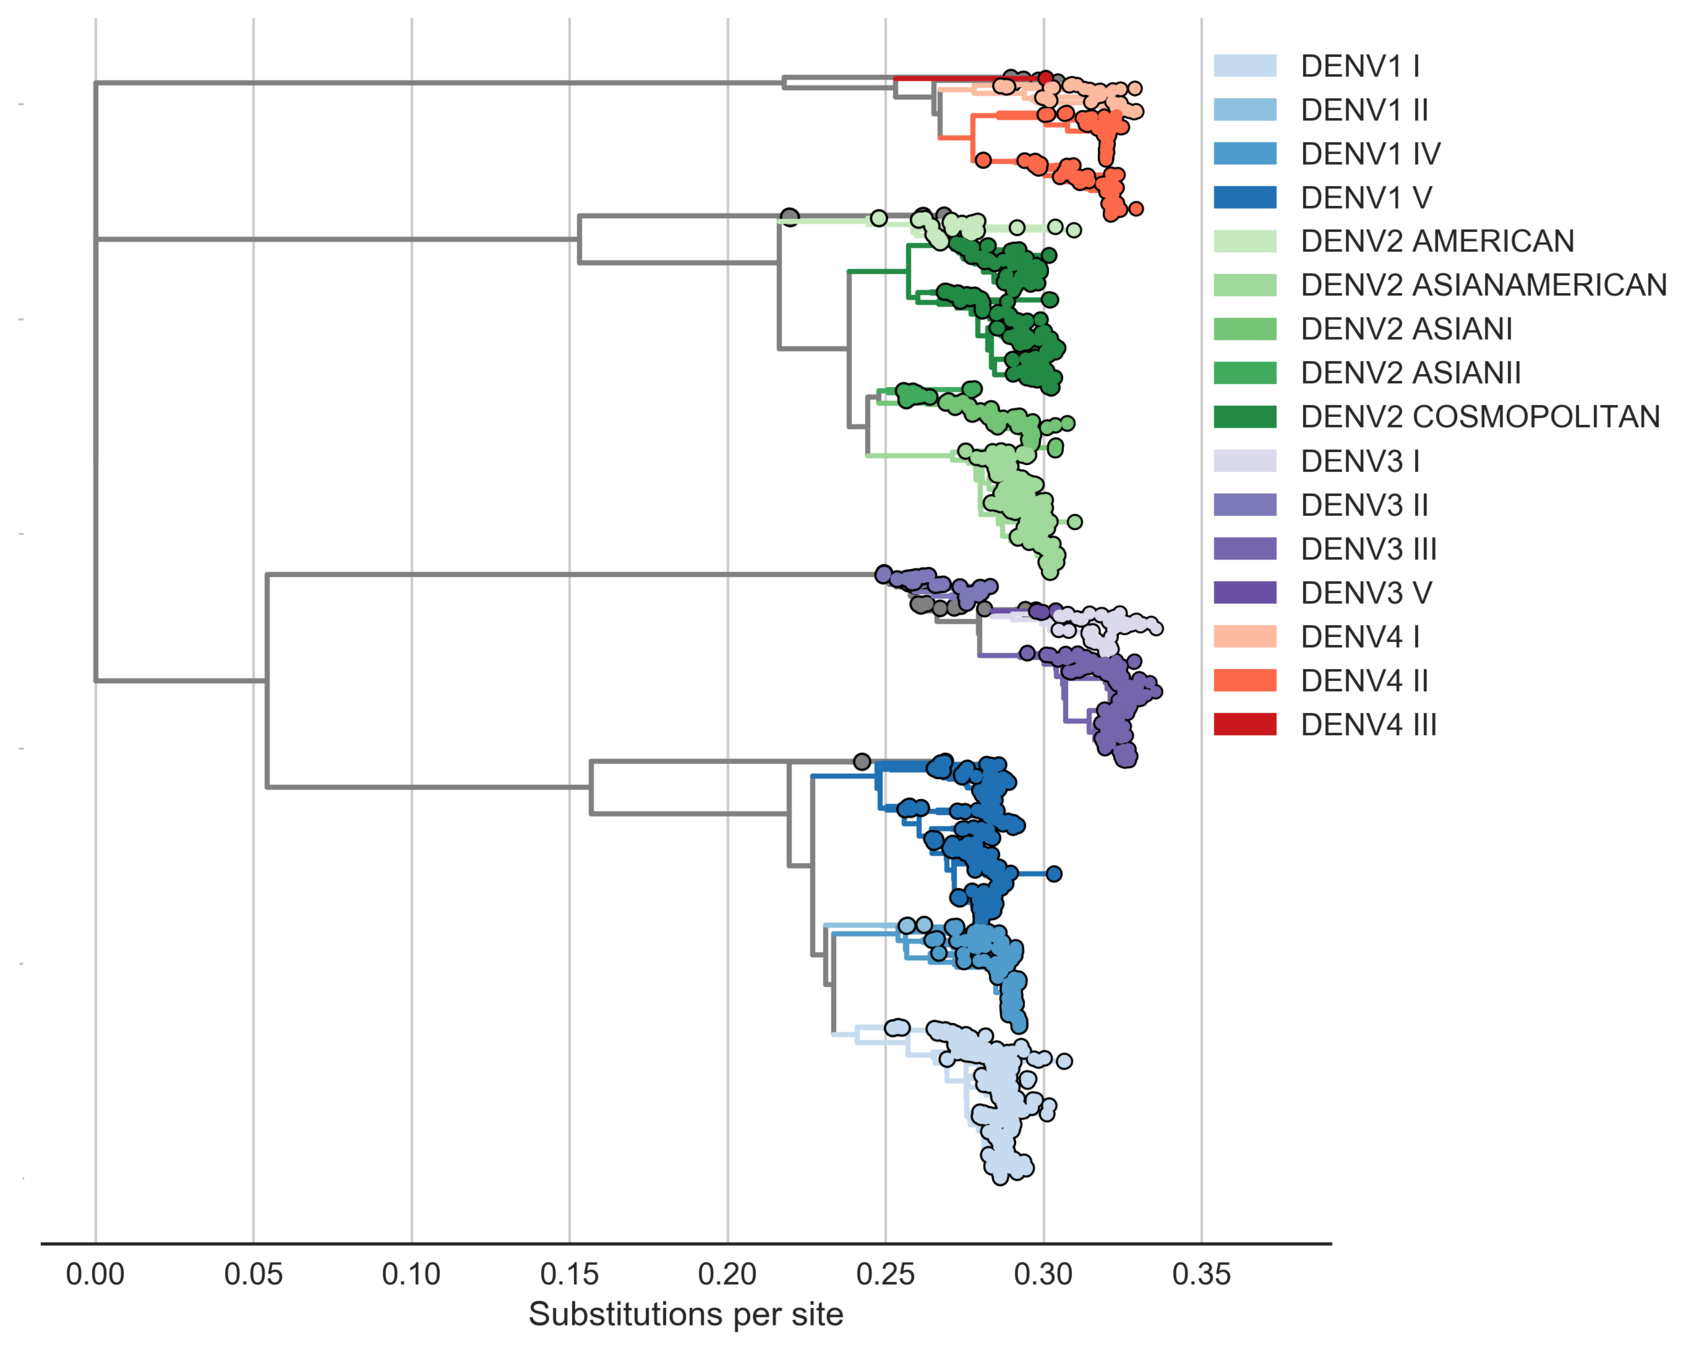 DENV1 I
DENV1 II
DENV1 IV
DENV1 V
DENV2 AMERICAN
DENV2 ASIANAMERICAN
DENV2 ASIANI
DENV2 ASIANII
DENV2 COSMOPOLITAN
DENV3 I
DENV3 II
DENV3 III
DENV3 V
DENV4 I
DENV4 II
DENV4 III
0.00 0.05 0.10 0.15 0.20 0.25 0.30 0.35
Substitutions per site